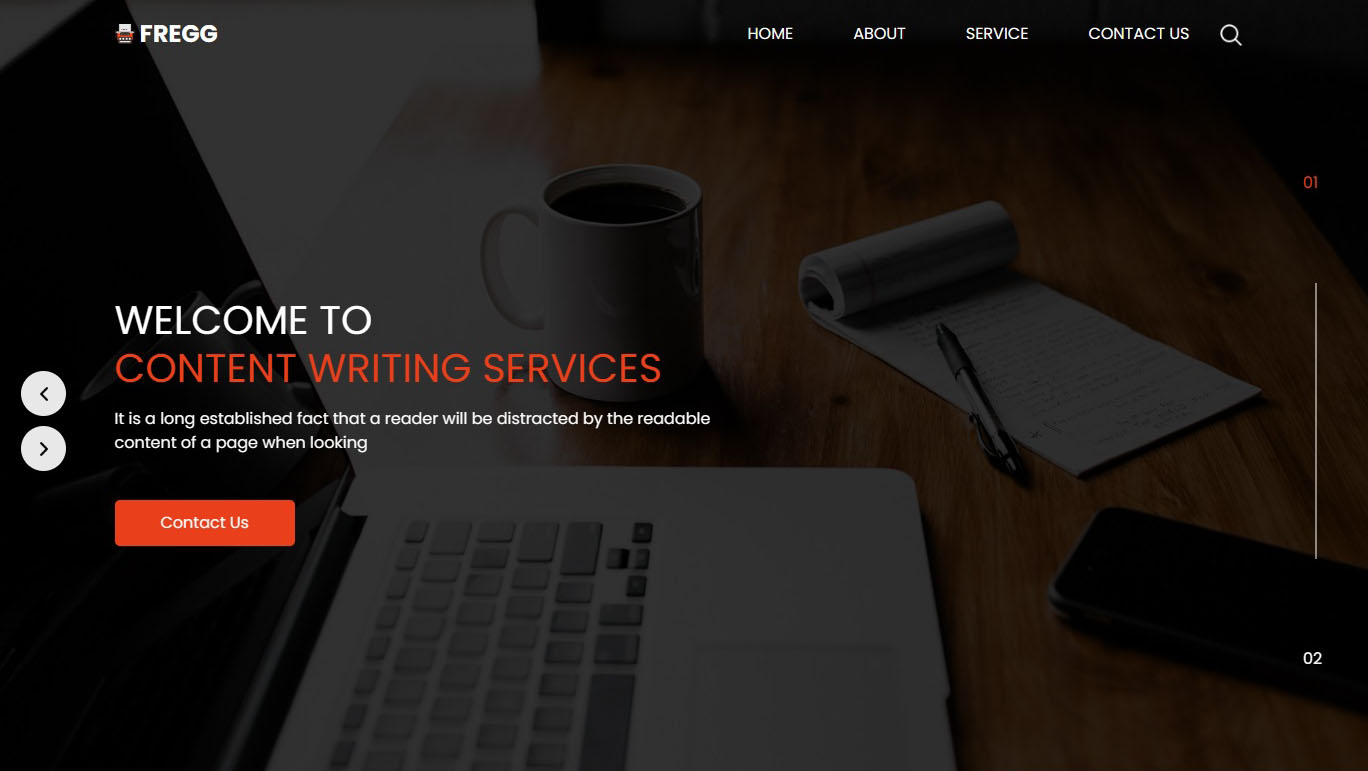 FREGG
HOME ABOUT SERVICE CONTACT US
01
WELCOME TO
CONTENT WRITING SERVICES
It is a long established fact that a reader will be distracted by the readable
content of a page when looking
Contact Us
02